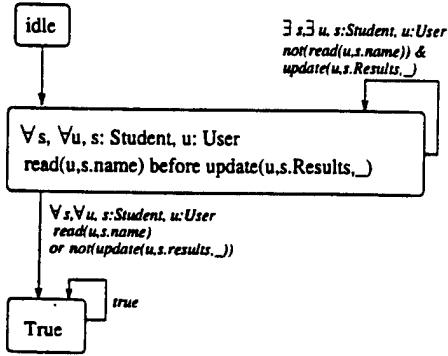 idle
∃ s,∃ u, s:Student, u:User
not(read(u,s.name)) &
update(u,s.Results,_)
∀ s, ∀u, s: Student, u: User
read(u,s.name) before update(u,s.Results,_)
∀ s,∀u, s:Student, u:User
read(u,s.name)
or not(update(u,s.results,_))
true
True